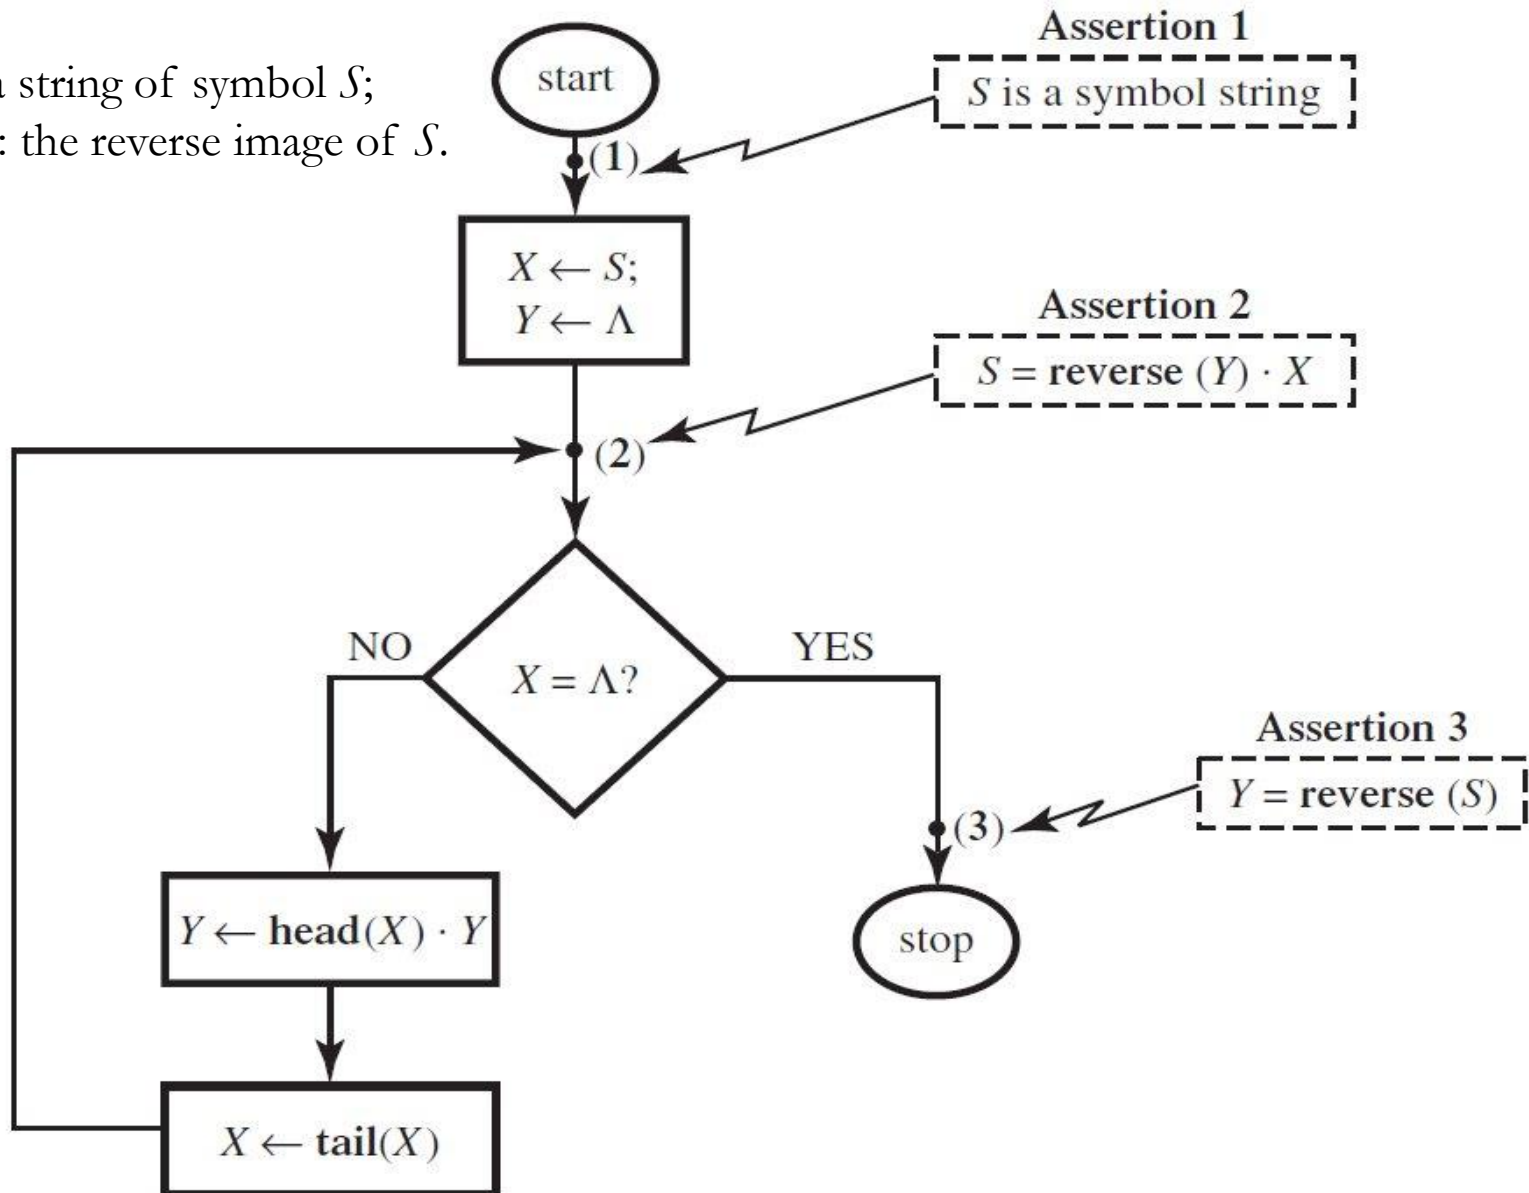 a string of symbol S;
: the reverse image of S.
start
Assertion 1
S is a symbol string
(1)
X ← S;
Y ← Λ
Assertion 2
S = reverse (Y) · X
(2)
X = Λ?
NO
YES
Assertion 3
Y = reverse (S)
(3)
Y ← head(X) · Y
stop
X ← tail(X)